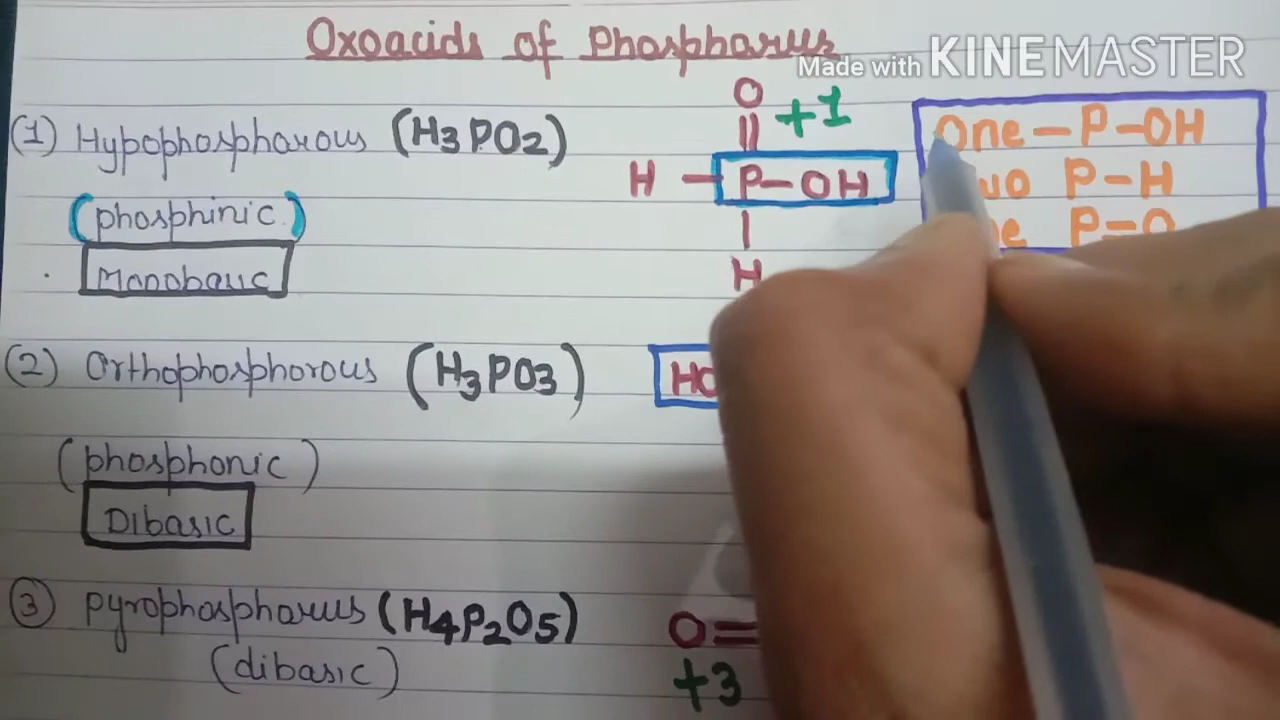 Oxoacids of Phosphorus
Made with KINEMASTER
(1) Hypophosphorous (H3PO2)
(phosphinic)
Monobasic
O
+1
H – P – OH
H
One – P – OH
P – H
P = O
(2) Orthophosphorous (H3PO3)
(phosphonic)
Dibasic
(3) Pyrophosphorus (H4P2O5)
(dibasic)
O =
+3